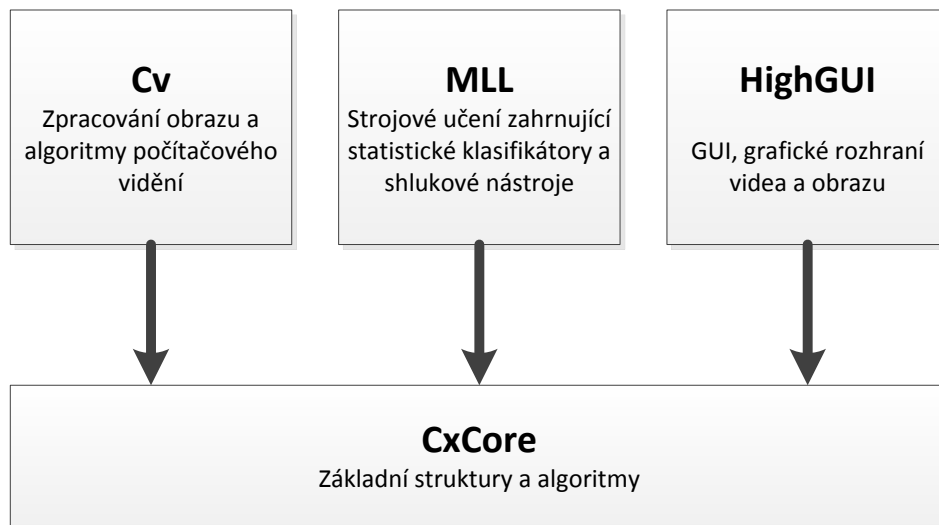 Cv
Zpracování obrazu a
algoritmy počítačového
vidění
MLL
Strojové učení zahrnující
statistické klasifikátory a
shlukové nástroje
HighGUI
GUI, grafické rozhraní
videa a obrazu
CxCore
Základní struktury a algoritmy